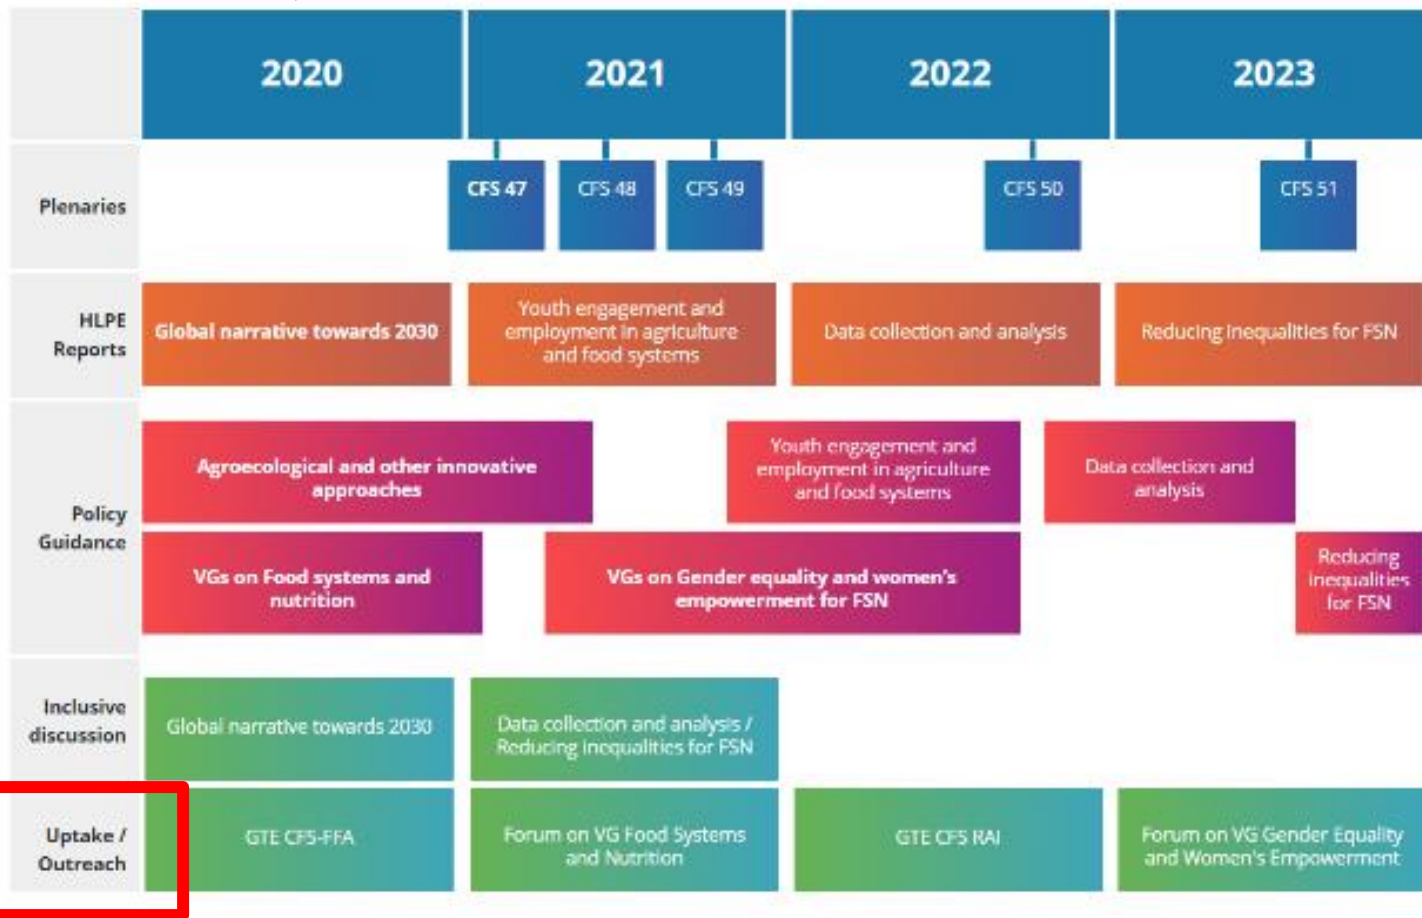 2020
2021
2022
2023
Plenaries
CFS 47
CFS 48
CFS 49
CFS 50
CFS 51
HLPE
Reports
Global narrative towards 2030
Youth engagement and
employment in agriculture
and food systems
Data collection and analysis
Reducing inequalities for FSN
Policy
Guidance
Agroecological and other innovative
approaches
Youth engagement and
employment in agriculture
and food systems
Data collection and
analysis
VGs on Food systems and
nutrition
VGs on Gender equality and women's
empowerment for FSN
Reducing
inequalities
for FSN
Inclusive
discussion
Global narrative towards 2030
Data collection and analysis /
Reducing inequalities for FSN
Uptake /
Outreach
GTE CFS-FFA
Forum on VG Food Systems
and Nutrition
GTE CFS RAI
Forum on VG Gender Equality
and Women's Empowerment